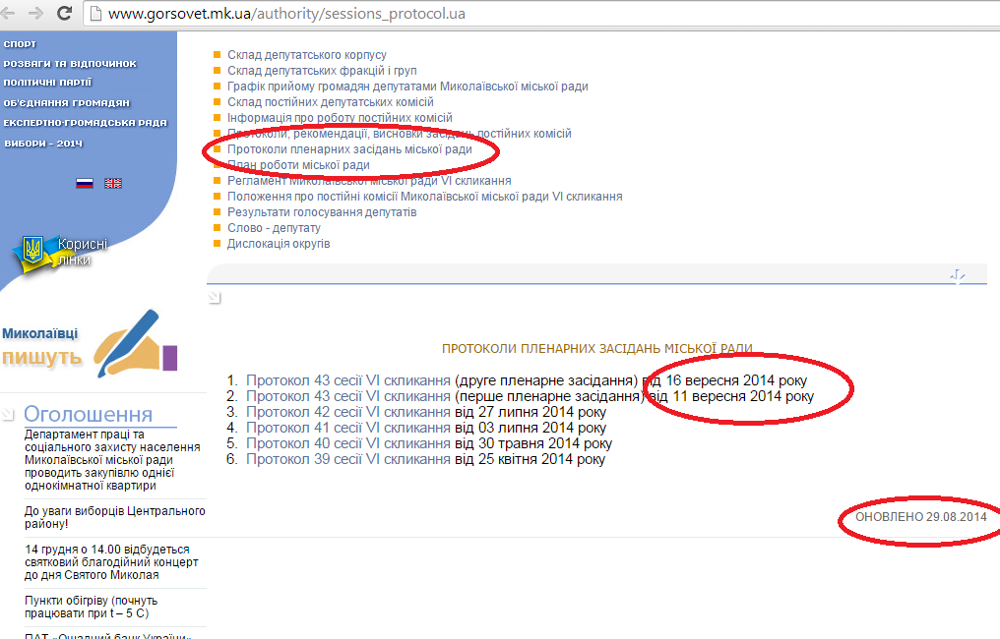 www.gorsovet.mk.ua/authority/sessions_protocol.ua
СПОРТ
РОЗВАГИ ТА ВІДПОЧИНОК
ПОЛІТИЧНІ ПАРТІЇ
ОБ'ЄДНАННЯ ГРОМАДЯН
ЕКСПЕРТНО-ГРОМАДСЬКА РАДА
ВИБОРИ - 2014
Корисні
лінки
Миколаївці
пишуть
Оголошення
Департамент праці та
соціального захисту населення
Миколаївської міської ради
проводить закупівлю однієї
однокімнатної квартири
До уваги виборців Центрального
району!
14 грудня о 14.00 відбудеться
святковий благодійний концерт
до дня Святого Миколая
Пункти обігріву (почнуть
працювати при t – 5 С)
ПАТ «Ощадний банк України»
Склад депутатського корпусу
Склад депутатських фракцій і груп
Графік прийому громадян депутатами Миколаївської міської ради
Склад постійних депутатських комісій
Інформація про роботу постійних комісій
Протоколи, рекомендації, висновки засідань постійних комісій
Протоколи пленарних засідань міської ради
План роботи міської ради
Регламент Миколаївської міської ради VI скликання
Положення про постійні комісії Миколаївської міської ради VI скликання
Результати голосування депутатів
Слово - депутату
Дислокація округів
ПРОТОКОЛИ ПЛЕНАРНИХ ЗАСІДАНЬ МІСЬКОЇ РАДИ
1. Протокол 43 сесії VI скликання (друге пленарне засідання) від 16 вересня 2014 року
2. Протокол 43 сесії VI скликання (перше пленарне засідання) від 11 вересня 2014 року
3. Протокол 42 сесії VI скликання від 27 липня 2014 року
4. Протокол 41 сесії VI скликання від 03 липня 2014 року
5. Протокол 40 сесії VI скликання від 30 травня 2014 року
6. Протокол 39 сесії VI скликання від 25 квітня 2014 року
ОНОВЛЕНО 29.08.2014